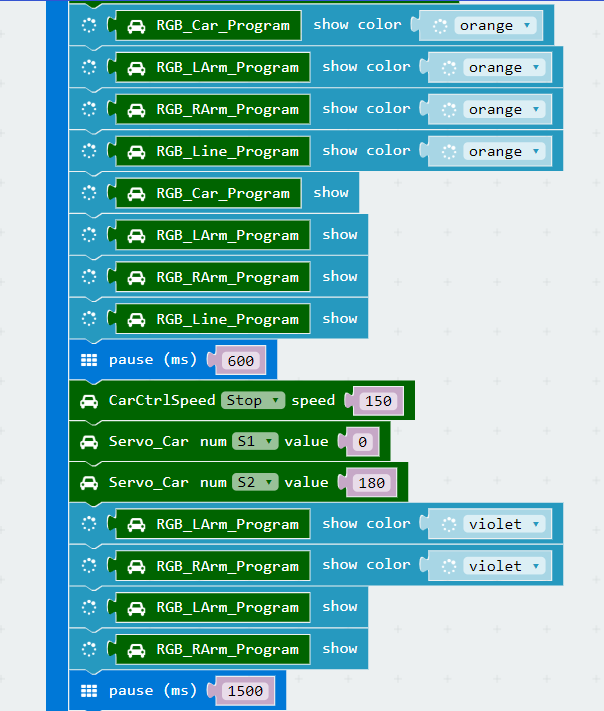 RGB_Car_Program show color orange
RGB_LArm_Program show color orange
RGB_RArm_Program show color orange
RGB_Line_Program show color orange
RGB_Car_Program show
RGB_LArm_Program show
RGB_RArm_Program show
RGB_Line_Program show
pause (ms) 600
CarCtrlSpeed Stop speed 150
Servo_Car num S1 value 0
Servo_Car num S2 value 180
RGB_LArm_Program show color violet
RGB_RArm_Program show color violet
RGB_LArm_Program show
RGB_RArm_Program show
pause (ms) 1500